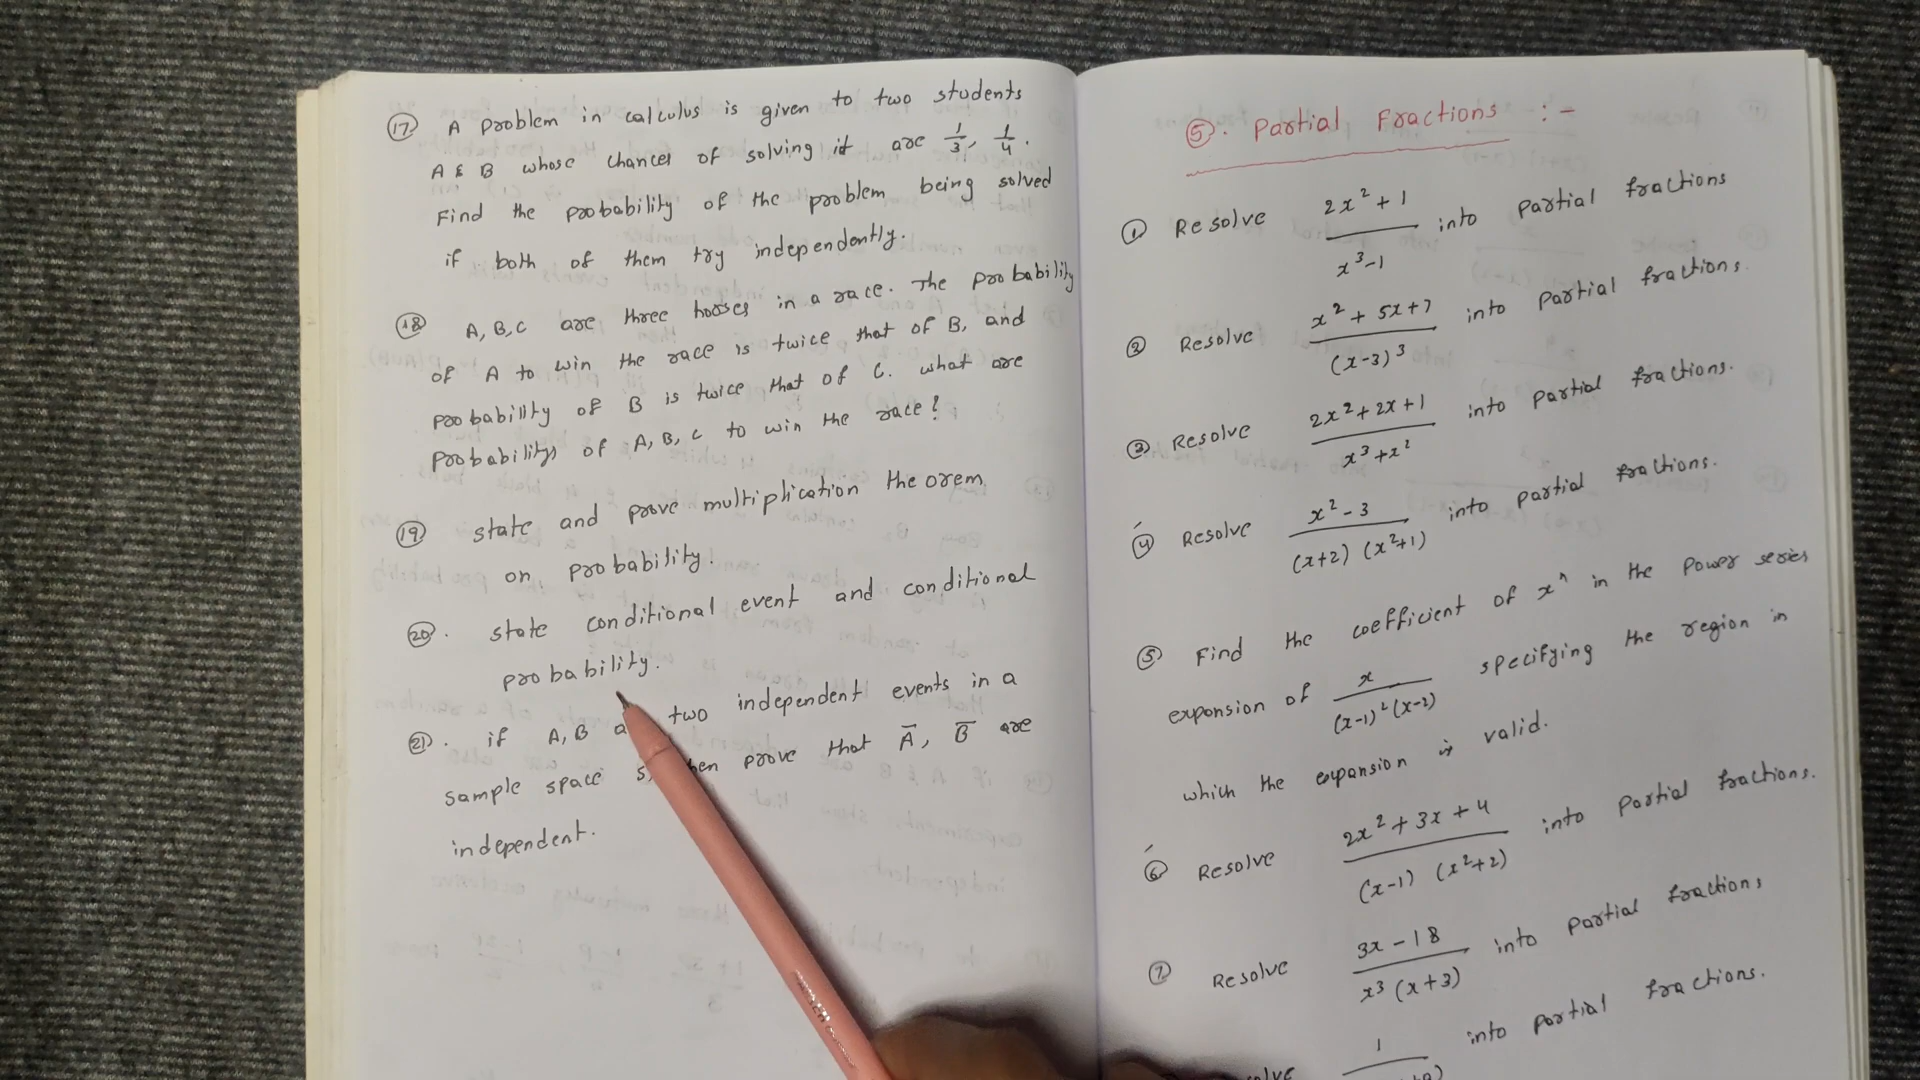 17 A problem in calculus is given to two students
A & B whose chances of solving it are 1/3, 1/4.
Find the probability of the problem being solved
if both of them try independently.
18 A, B, C are three horses in a race. The probability
of A to win the race is twice that of B, and
probability of B is twice that of C. what are
probabilitys of A, B, C to win the race?
19 state and prove multiplication theorem
on probability.
20. state conditional event and conditional
probability.
21. if A, B two independent events in a
sample space S, prove that A̅, B̅ are
independent.
5. Partial Fractions :-
1 Resolve (2x² + 1)/(x³-1) into partial fractions
2 Resolve (x² + 5x + 7)/((x-3)³) into partial fractions.
3 Resolve (2x² + 2x + 1)/(x³ + x²) into partial fractions.
4 Resolve (x² - 3)/((x+2) (x²+1)) into partial fractions.
5 Find the coefficient of xⁿ in the power series
expansion of x/((x-1)² (x-2)) specifying the region in
which the expansion is valid.
6 Resolve (2x² + 3x + 4)/((x-1) (x²+2)) into partial fractions.
7 Resolve (3x - 18)/(x³ (x+3)) into partial fractions
into partial fractions.